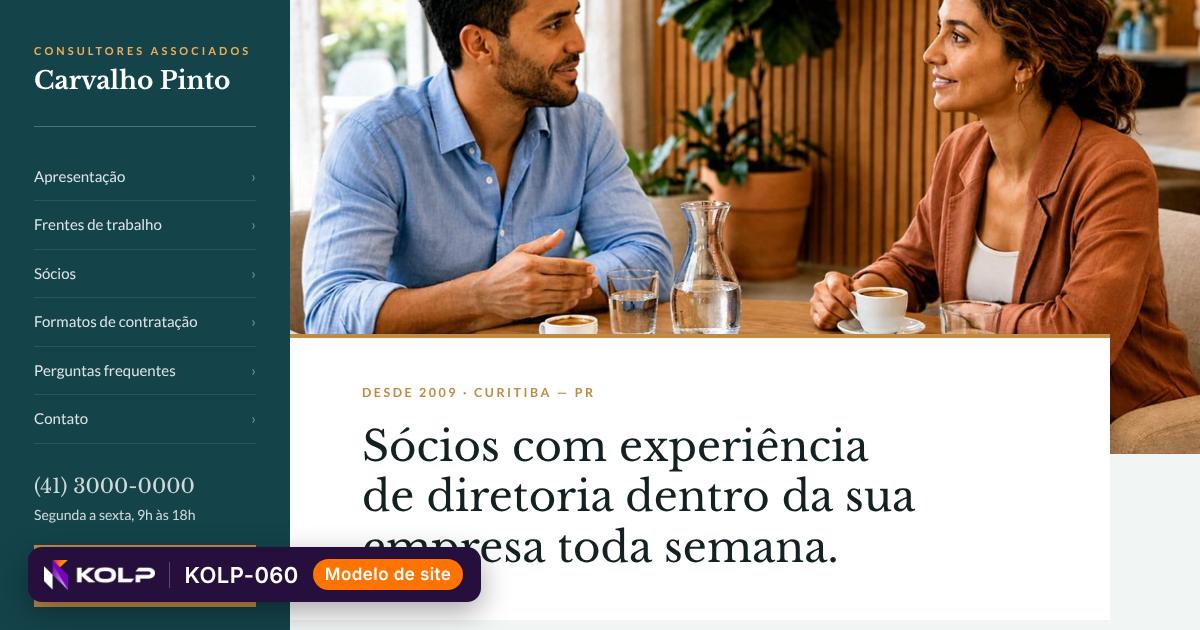 CONSULTORES ASSOCIADOS
Carvalho Pinto
Apresentação
Frentes de trabalho
Sócios
Formatos de contratação
Perguntas frequentes
Contato
(41) 3000-0000
Segunda a sexta, 9h às 18h
DESDE 2009 · CURITIBA — PR
Sócios com experiência
de diretoria dentro da sua
empresa toda semana.
KOLP KOLP-060 Modelo de site